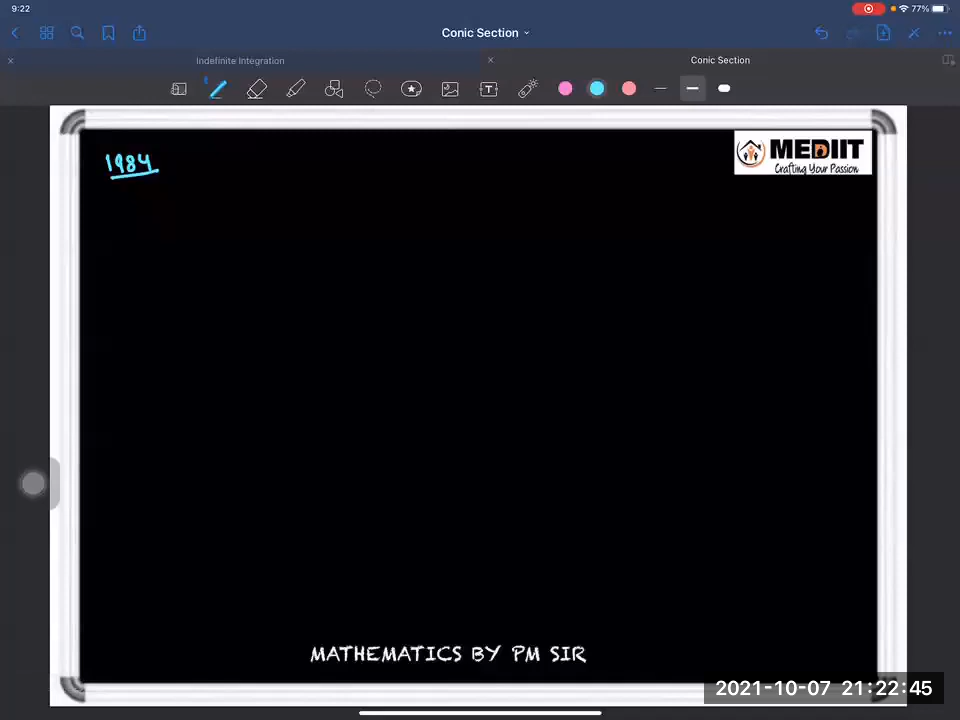 9:22
77%
Conic Section
Indefinite Integration
Conic Section
T
1984
MEDIIT
Crafting Your Passion
MATHEMATICS BY PM SIR
2021-10-07 21:22:45